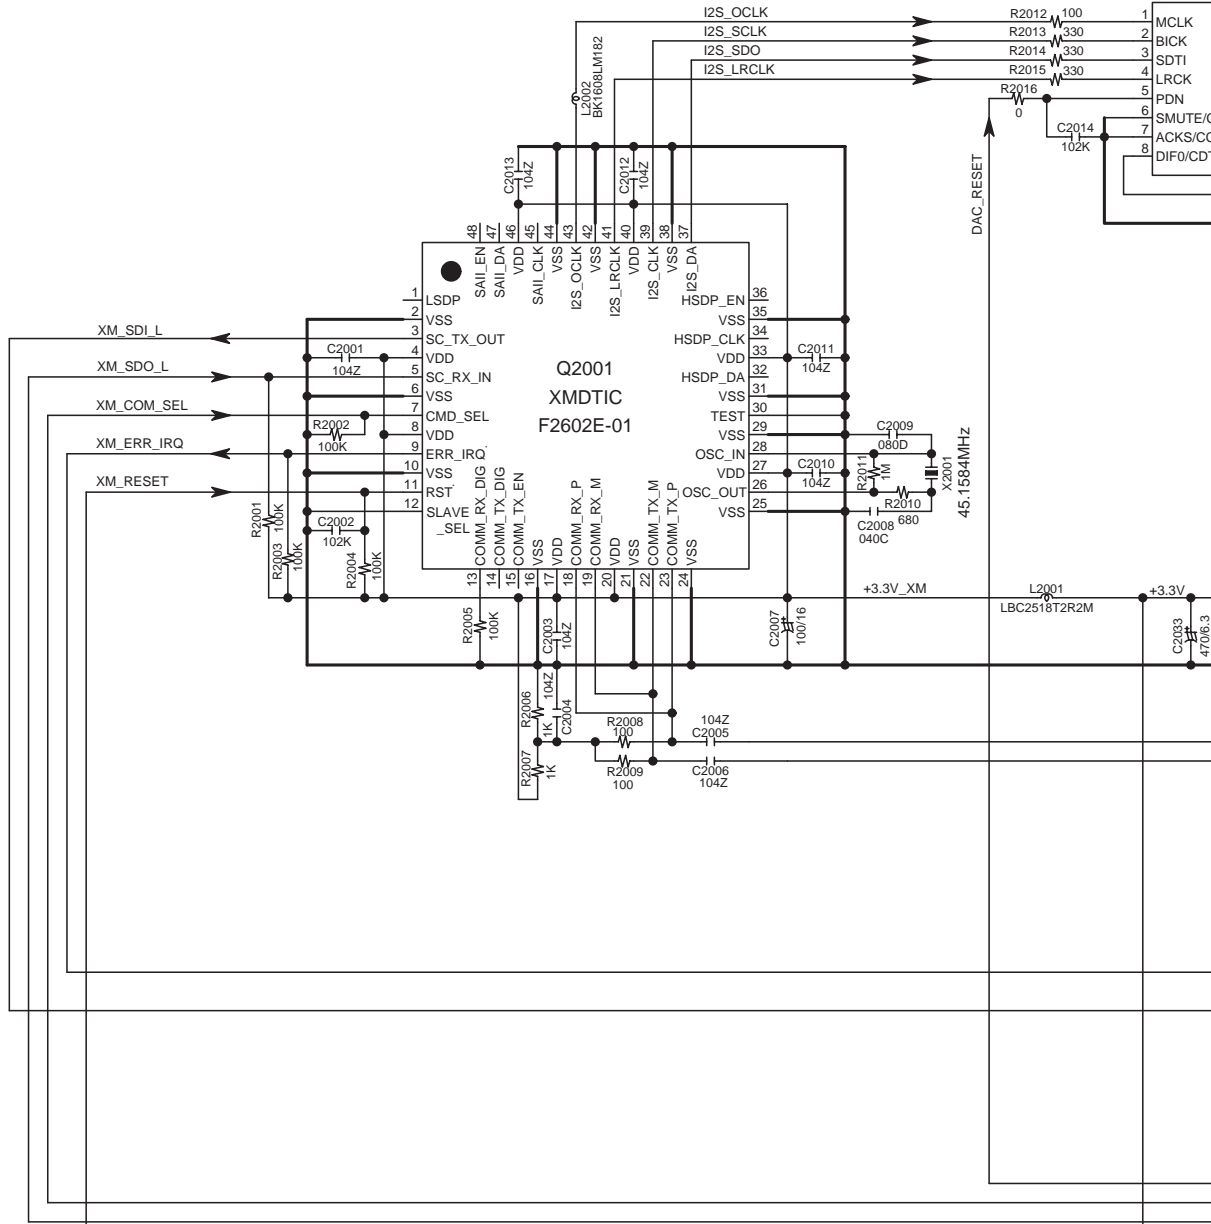 I2S_OCLK
I2S_SCLK
I2S_SDO
I2S_LRCLK
R2012 100
R2013 330
R2014 330
R2015 330
R2016
0
C2014
102K
DAC_RESET
1 MCLK
2 BICK
3 SDTI
4 LRCK
5 PDN
6 SMUTE/C
7 ACKS/CC
8 DIF0/CDT
L2002
BK1608LM182
C2013
104Z
C2012
104Z
48 SAII_EN
47 SAII_DA
46 VDD
45 SAII_CLK
44 VSS
43 I2S_OCLK
42 VSS
41 I2S_LRCLK
40 VDD
39 I2S_CLK
38 VSS
37 I2S_DA
1 LSDP
2 VSS
3 SC_TX_OUT
4 VDD
5 SC_RX_IN
6 VSS
7 CMD_SEL
8 VDD
9 ERR_IRQ
10 VSS
11 RST
12 SLAVE
_SEL
Q2001
XMDTIC
F2602E-01
HSDP_EN 36
VSS 35
HSDP_CLK 34
VDD 33
HSDP_DA 32
VSS 31
TEST 30
VSS 29
OSC_IN 28
VDD 27
OSC_OUT 26
VSS 25
13 COMM_RX_DIG
14 COMM_TX_DIG
15 COMM_TX_EN
16 VSS
17 VDD
18 COMM_RX_P
19 COMM_RX_M
20 VDD
21 VSS
22 COMM_TX_M
23 COMM_TX_P
24 VSS
XM_SDI_L
XM_SDO_L
XM_COM_SEL
XM_ERR_IRQ
XM_RESET
C2001
104Z
R2002
100K
C2002
102K
R2001
100K
R2003
100K
R2004
100K
C2011
104Z
C2009
080D
C2010
104Z
R2011
1M
R2010
680
C2008
040C
X2001
45.1584MHz
R2005
100K
C2003
104Z
C2007
100/16
+3.3V_XM
L2001
LBC2518T2R2M
+3.3V
C2033
470/6.3
R2006
1K
104Z
C2004
R2007
1K
R2008
100
R2009
100
104Z
C2005
C2006
104Z